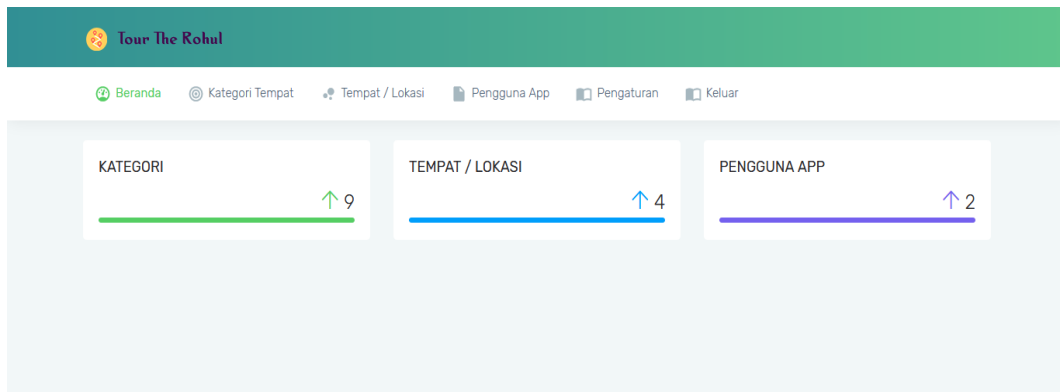 Tour The Rohul
Beranda Kategori Tempat Tempat / Lokasi Pengguna App Pengaturan Keluar
KATEGORI TEMPAT / LOKASI PENGGUNA APP
9 4 2